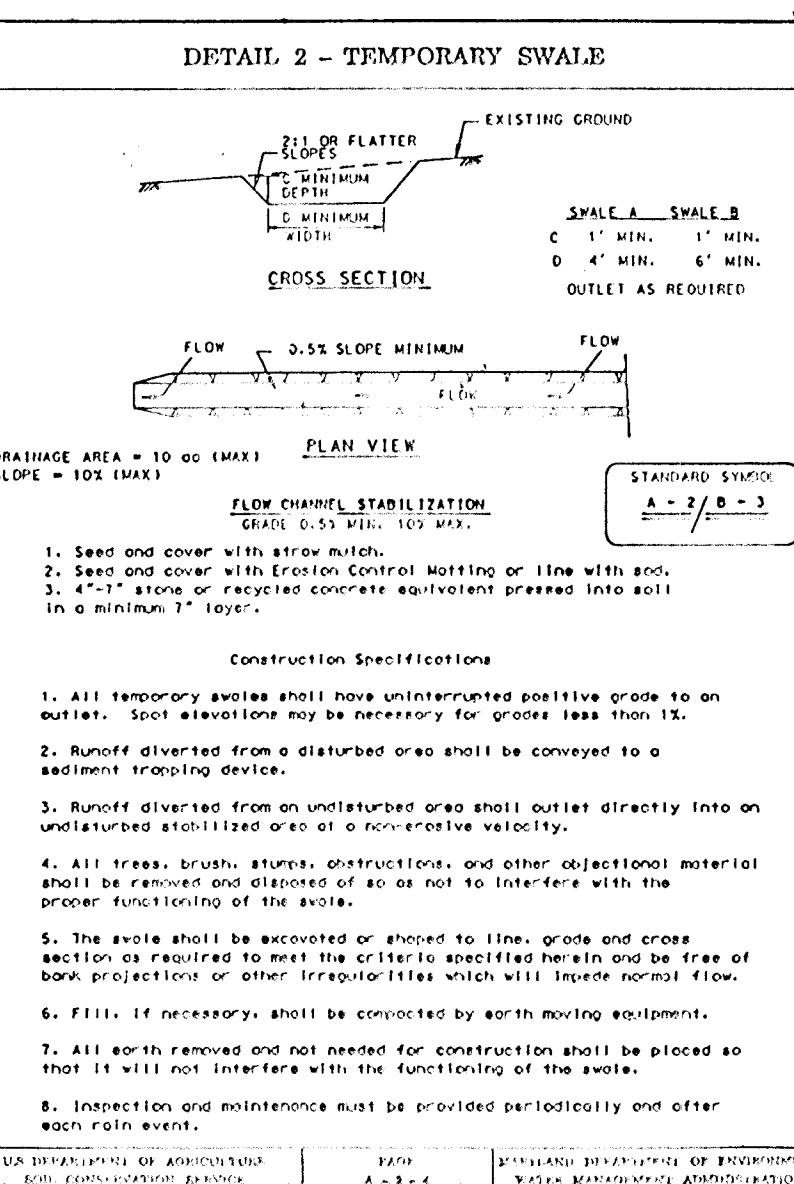 DETAIL 2 - TEMPORARY SWALE
EXISTING GROUND
2:1 OR FLATTER
SLOPES
C MINIMUM
DEPTH
D MINIMUM
WIDTH
CROSS SECTION
SWALE A SWALE B
C 1' MIN. 1' MIN.
D 4' MIN. 6' MIN.
OUTLET AS REQUIRED
FLOW
0.5% SLOPE MINIMUM
FLOW
FLOW
PLAN VIEW
DRAINAGE AREA = 10 ac (MAX)
SLOPE = 10% (MAX)
STANDARD SYMBOL
A - 2/B - 3
FLOW CHANNEL STABILIZATION
GRADE 0.5% MIN. 10% MAX.
1. Seed and cover with straw mulch.
2. Seed and cover with Erosion Control Matting or line with sod.
3. 4"-7" stone or recycled concrete equivalent pressed into soil
in a minimum 7" layer.
Construction Specifications
1. All temporary swales shall have uninterrupted positive grade to an
outlet. Spot elevations may be necessary for grades less than 1%.
2. Runoff diverted from a disturbed area shall be conveyed to a
sediment trapping device.
3. Runoff diverted from an undisturbed area shall outlet directly into an
undisturbed stabilized area at a non-erosive velocity.
4. All trees, brush, stumps, obstructions, and other objectional material
shall be removed and disposed of so as not to interfere with the
proper functioning of the swale.
5. The swale shall be excavated or shaped to line, grade and cross
section as required to meet the criteria specified herein and be free of
bank projections or other irregularities which will impede normal flow.
6. Fill, if necessary, shall be compacted by earth moving equipment.
7. All earth removed and not needed for construction shall be placed so
that it will not interfere with the functioning of the swale.
8. Inspection and maintenance must be provided periodically and after
each rain event.
U.S. DEPARTMENT OF AGRICULTURE
SOIL CONSERVATION SERVICE
PAGE
A - 2 - 4
MARYLAND DEPARTMENT OF ENVIRONME
WATER MANAGEMENT ADMINISTRATION